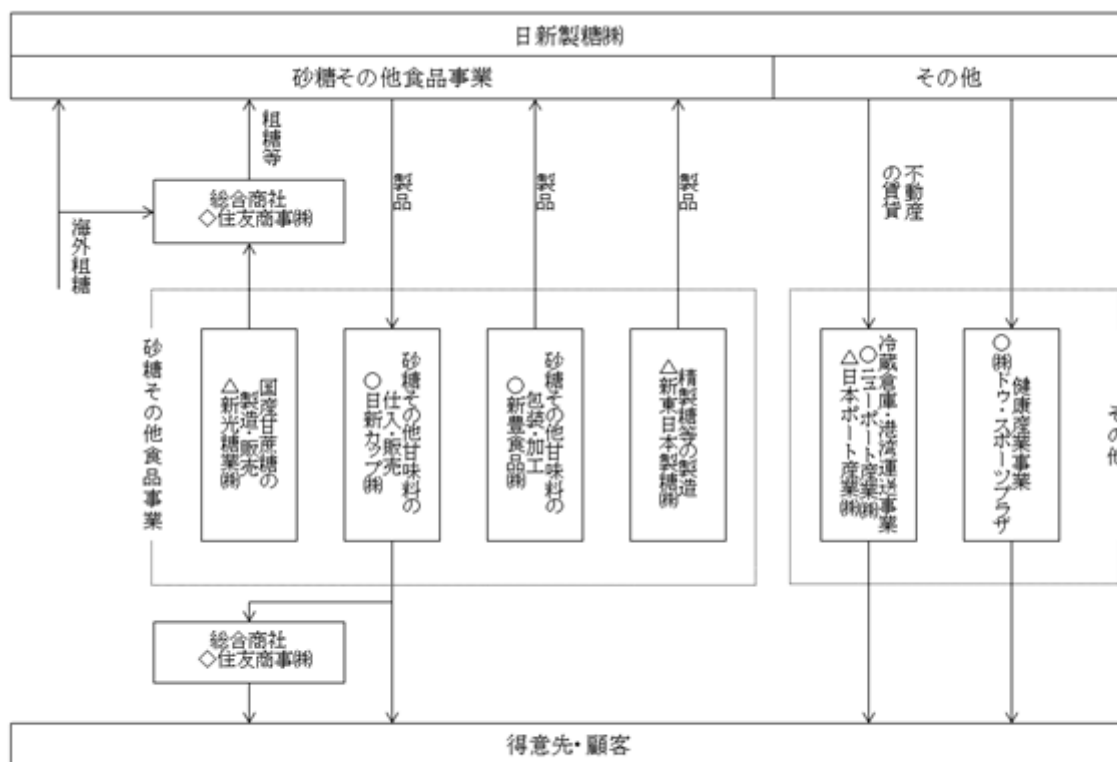 日新製糖㈱
砂糖その他食品事業
その他
粗糖等
製品
製品
製品
不動産
の賃貸
総合商社
◇住友商事㈱
海外粗糖
砂糖その他食品事業
国産甘蔗糖の
製造・販売
△新光糖業㈱
砂糖その他甘味料の
仕入・販売
○日新カップ㈱
砂糖その他甘味料の
包装・加工
○新豊食品㈱
精製糖等の製造
△新東日本製糖㈱
冷蔵倉庫・港湾運送事業
○ニューポート産業㈱
△日本ポート産業㈱
健康産業事業
○㈱ドゥ・スポーツプラザ
その他
総合商社
◇住友商事㈱
得意先・顧客